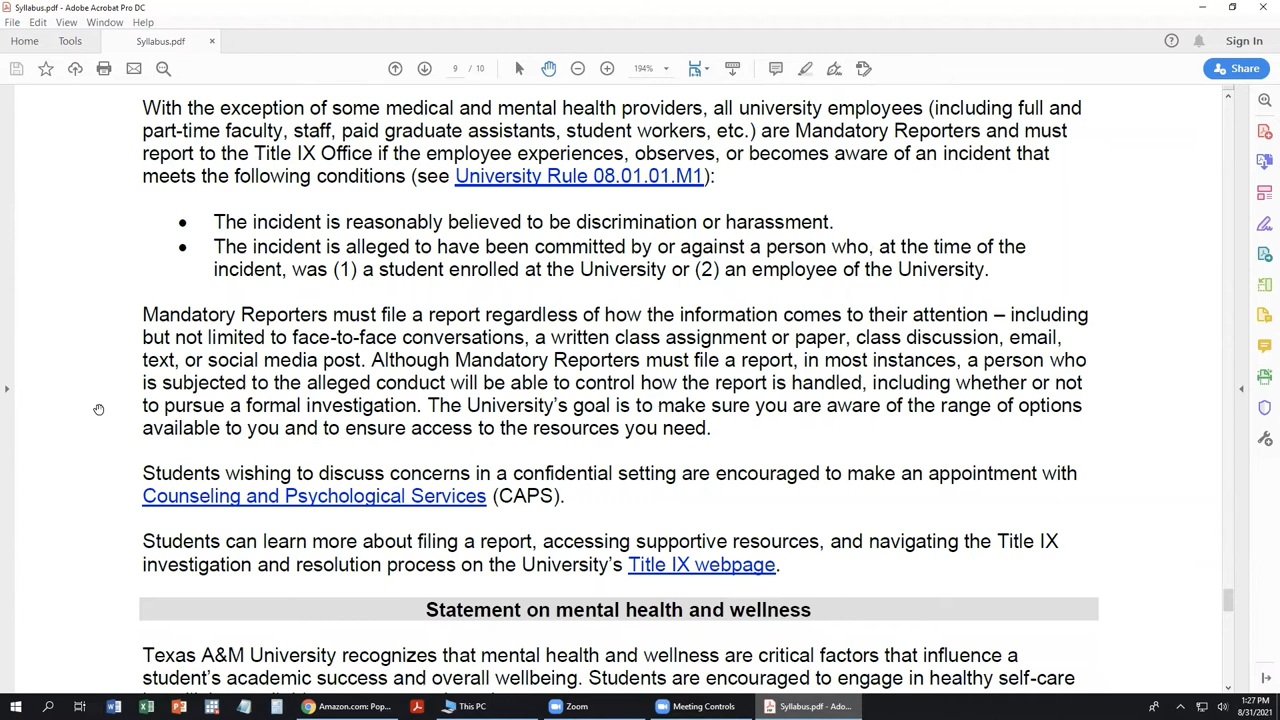 Syllabus.pdf - Adobe Acrobat Pro DC
File Edit View Window Help
Home Tools Syllabus.pdf × Sign In
9 / 10 194% Share
With the exception of some medical and mental health providers, all university employees (including full and
part-time faculty, staff, paid graduate assistants, student workers, etc.) are Mandatory Reporters and must
report to the Title IX Office if the employee experiences, observes, or becomes aware of an incident that
meets the following conditions (see University Rule 08.01.01.M1):
• The incident is reasonably believed to be discrimination or harassment.
• The incident is alleged to have been committed by or against a person who, at the time of the
incident, was (1) a student enrolled at the University or (2) an employee of the University.
Mandatory Reporters must file a report regardless of how the information comes to their attention – including
but not limited to face-to-face conversations, a written class assignment or paper, class discussion, email,
text, or social media post. Although Mandatory Reporters must file a report, in most instances, a person who
is subjected to the alleged conduct will be able to control how the report is handled, including whether or not
to pursue a formal investigation. The University's goal is to make sure you are aware of the range of options
available to you and to ensure access to the resources you need.
Students wishing to discuss concerns in a confidential setting are encouraged to make an appointment with
Counseling and Psychological Services (CAPS).
Students can learn more about filing a report, accessing supportive resources, and navigating the Title IX
investigation and resolution process on the University's Title IX webpage.
Statement on mental health and wellness
Texas A&M University recognizes that mental health and wellness are critical factors that influence a
student's academic success and overall wellbeing. Students are encouraged to engage in healthy self-care
Amazon.com: Pop... This PC Zoom Meeting Controls Syllabus.pdf - Ado... 1:27 PM
8/31/2021